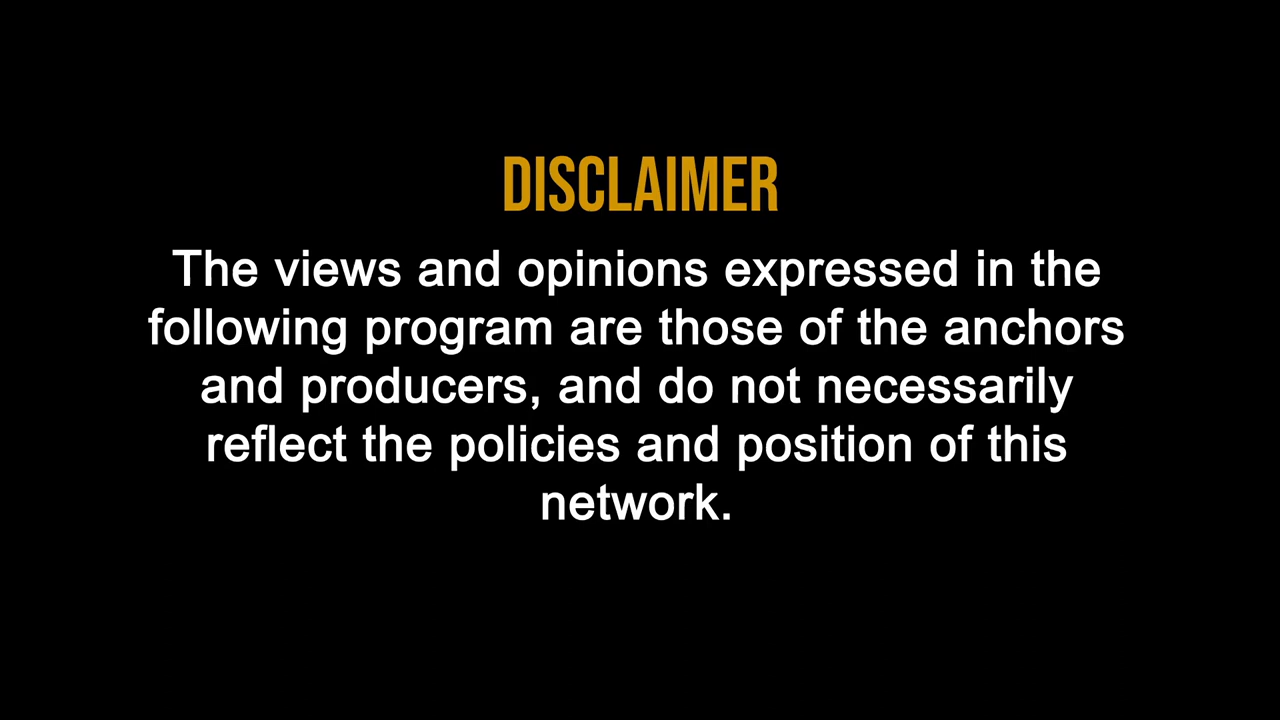 DISCLAIMER
The views and opinions expressed in the
following program are those of the anchors
and producers, and do not necessarily
reflect the policies and position of this
network.